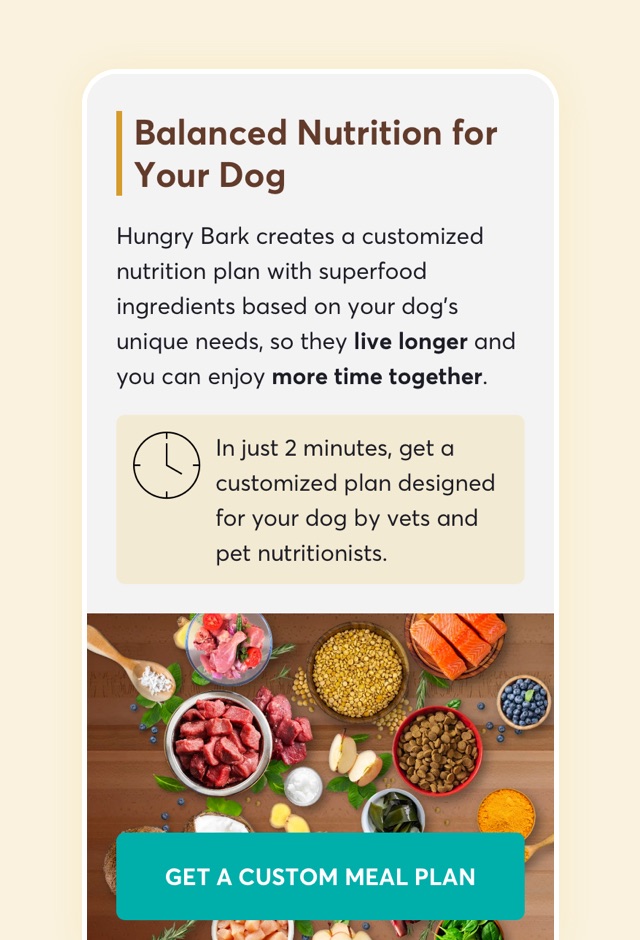 Balanced Nutrition for
Your Dog
Hungry Bark creates a customized
nutrition plan with superfood
ingredients based on your dog's
unique needs, so they live longer and
you can enjoy more time together.
In just 2 minutes, get a
customized plan designed
for your dog by vets and
pet nutritionists.
GET A CUSTOM MEAL PLAN